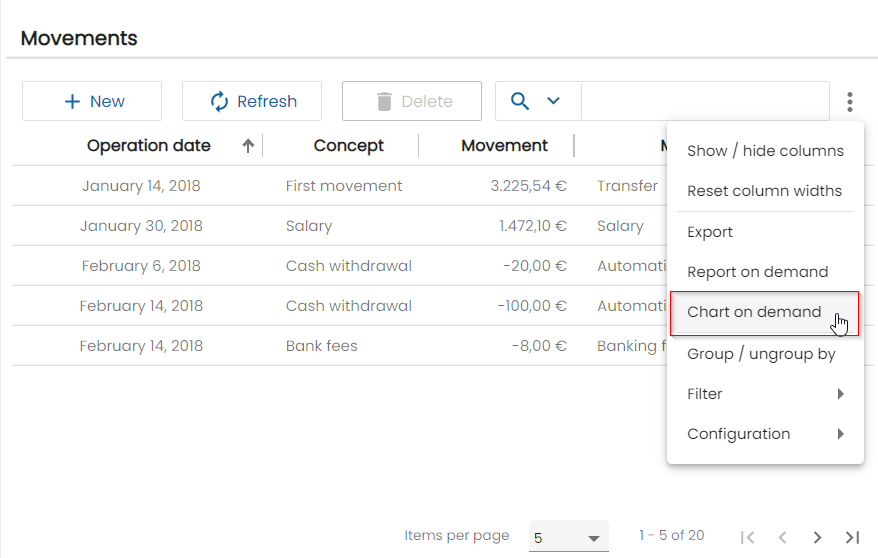 Movements
New Refresh Delete
Operation date Concept Movement
January 14, 2018 First movement 3.225,54 € Transfer
January 30, 2018 Salary 1.472,10 € Salary
February 6, 2018 Cash withdrawal -20,00 €
February 14, 2018 Cash withdrawal -100,00 €
February 14, 2018 Bank fees -8,00 € Banking
Show / hide columns
Reset column widths
Export
Report on demand
Chart on demand
Group / ungroup by
Filter
Configuration
Items per page 5 1 - 5 of 20